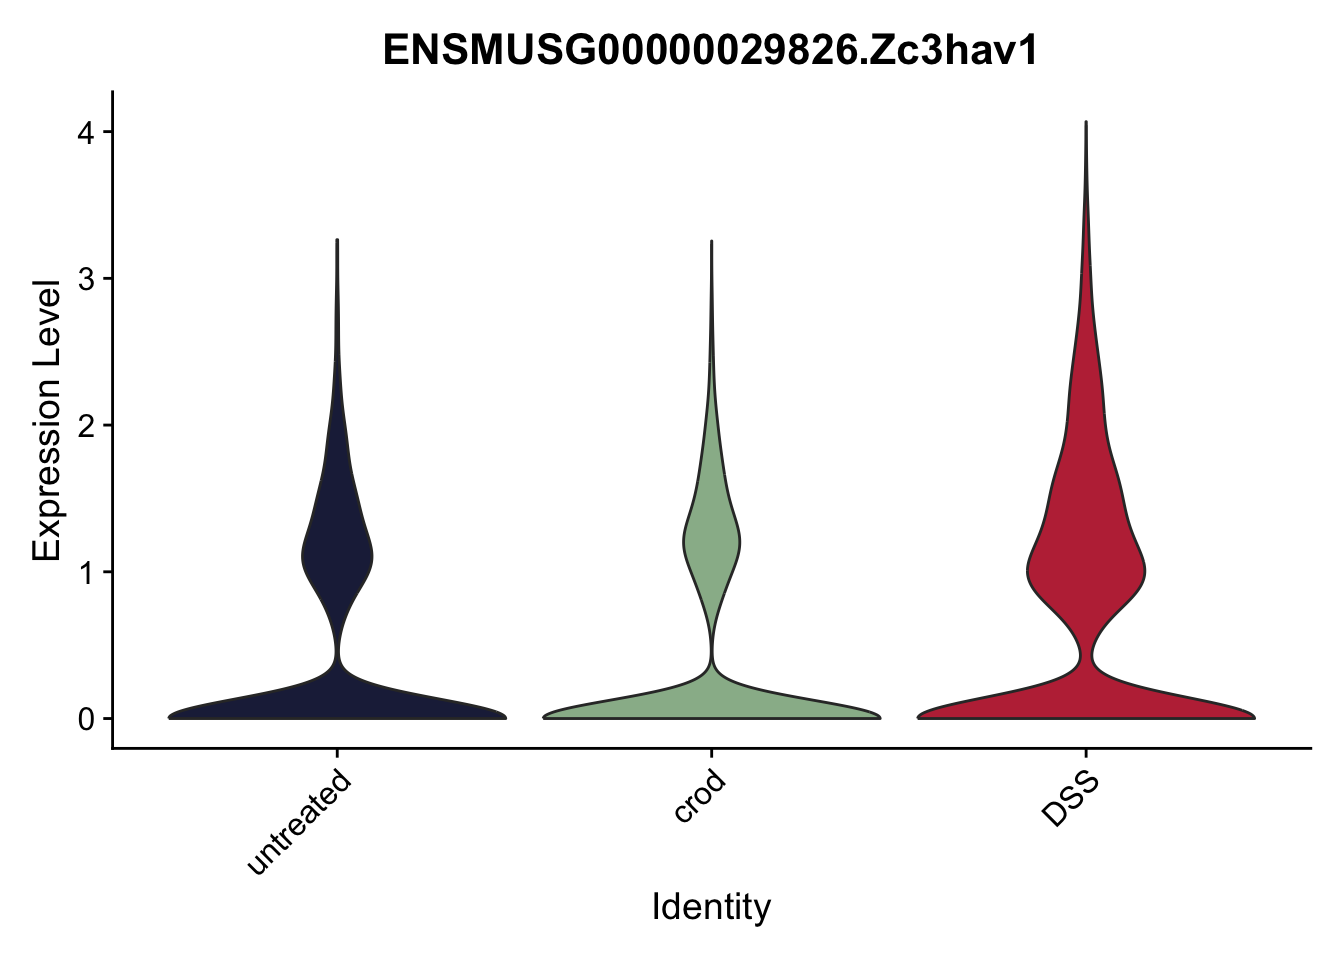 ENSMUSG00000029826.Zc3hav1
Expression Level
4
3
2
1
0
untreated
crod
DSS
Identity